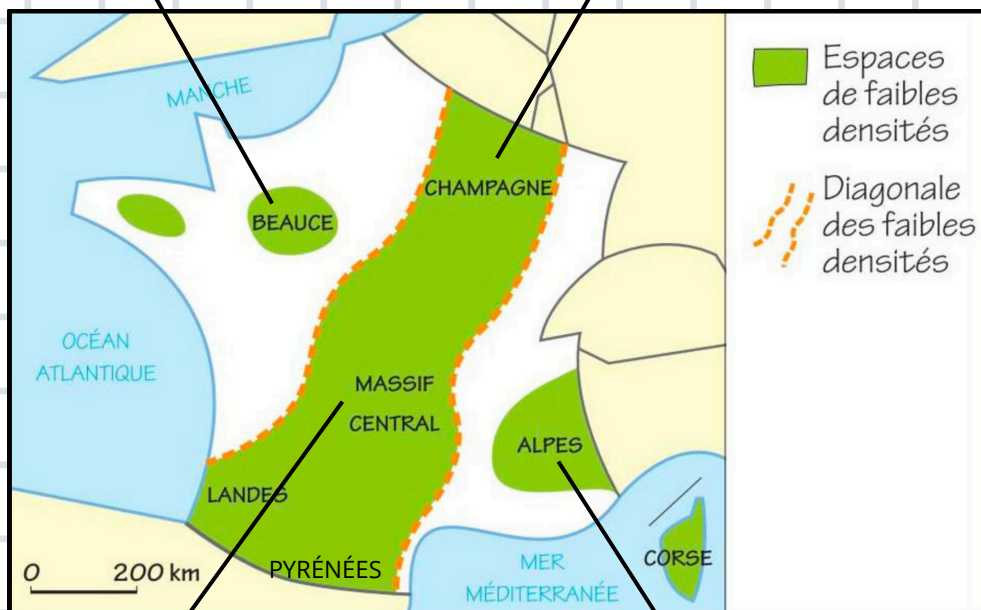 MANCHE
CHAMPAGNE
BEAUCE
OCÉAN
ATLANTIQUE
MASSIF
CENTRAL
ALPES
LANDES
PYRÉNÉES
CORSE
MER
MÉDITERRANÉE
0 200 km
Espaces
de faibles
densités
Diagonale
des faibles
densités